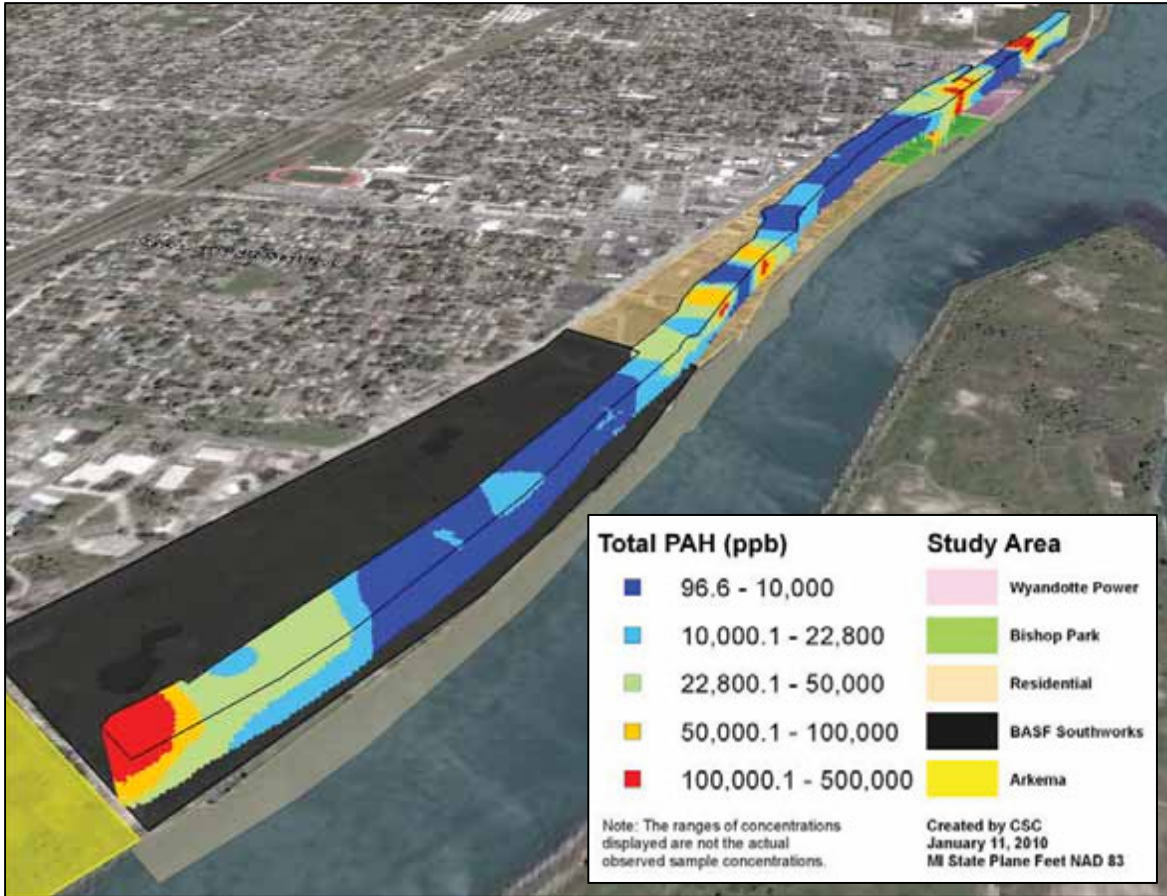 Total PAH (ppb)
96.6 - 10,000
10,000.1 - 22,800
22,800.1 - 50,000
50,000.1 - 100,000
100,000.1 - 500,000
Note: The ranges of concentrations
displayed are not the actual
observed sample concentrations.
Study Area
Wyandotte Power
Bishop Park
Residential
BASF Southworks
Arkema
Created by CSC
January 11, 2010
MI State Plane Feet NAD 83